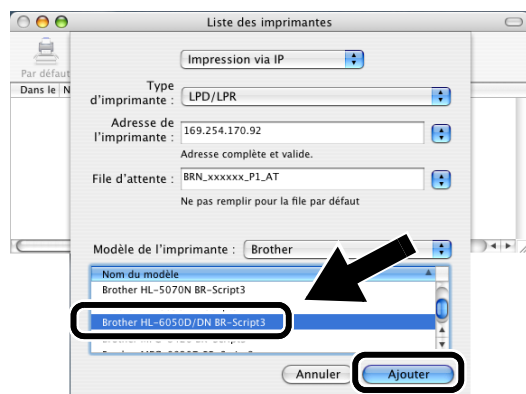 Liste des imprimantes
Par défaut
Dans le N
Impression via IP
Type d'imprimante :
LPD/LPR
Adresse de l'imprimante :
169.254.170.92
Adresse complète et valide.
File d'attente :
BRN_xxxxxx_P1_AT
Ne pas remplir pour la file par défaut
Modèle de l'imprimante :
Brother
Nom du modèle
Brother HL-5070N BR-Script3
Brother HL-6050D/DN BR-Script3
Annuler
Ajouter